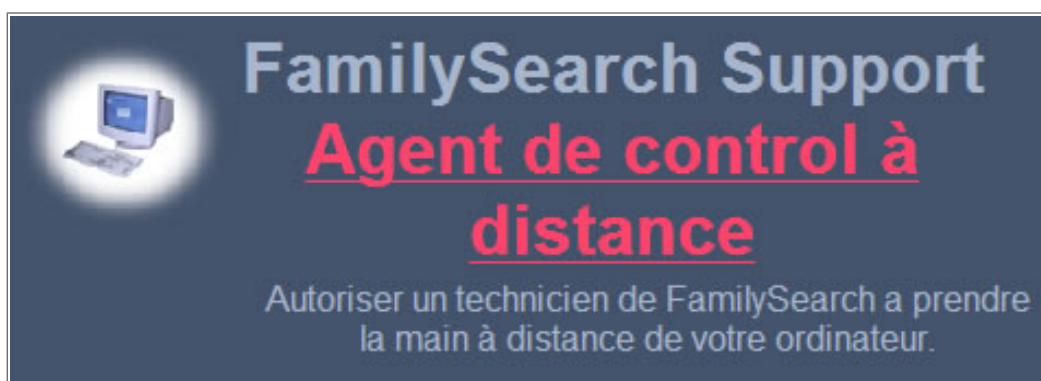 FamilySearch Support
Agent de control à
distance
Autoriser un technicien de FamilySearch a prendre
la main à distance de votre ordinateur.